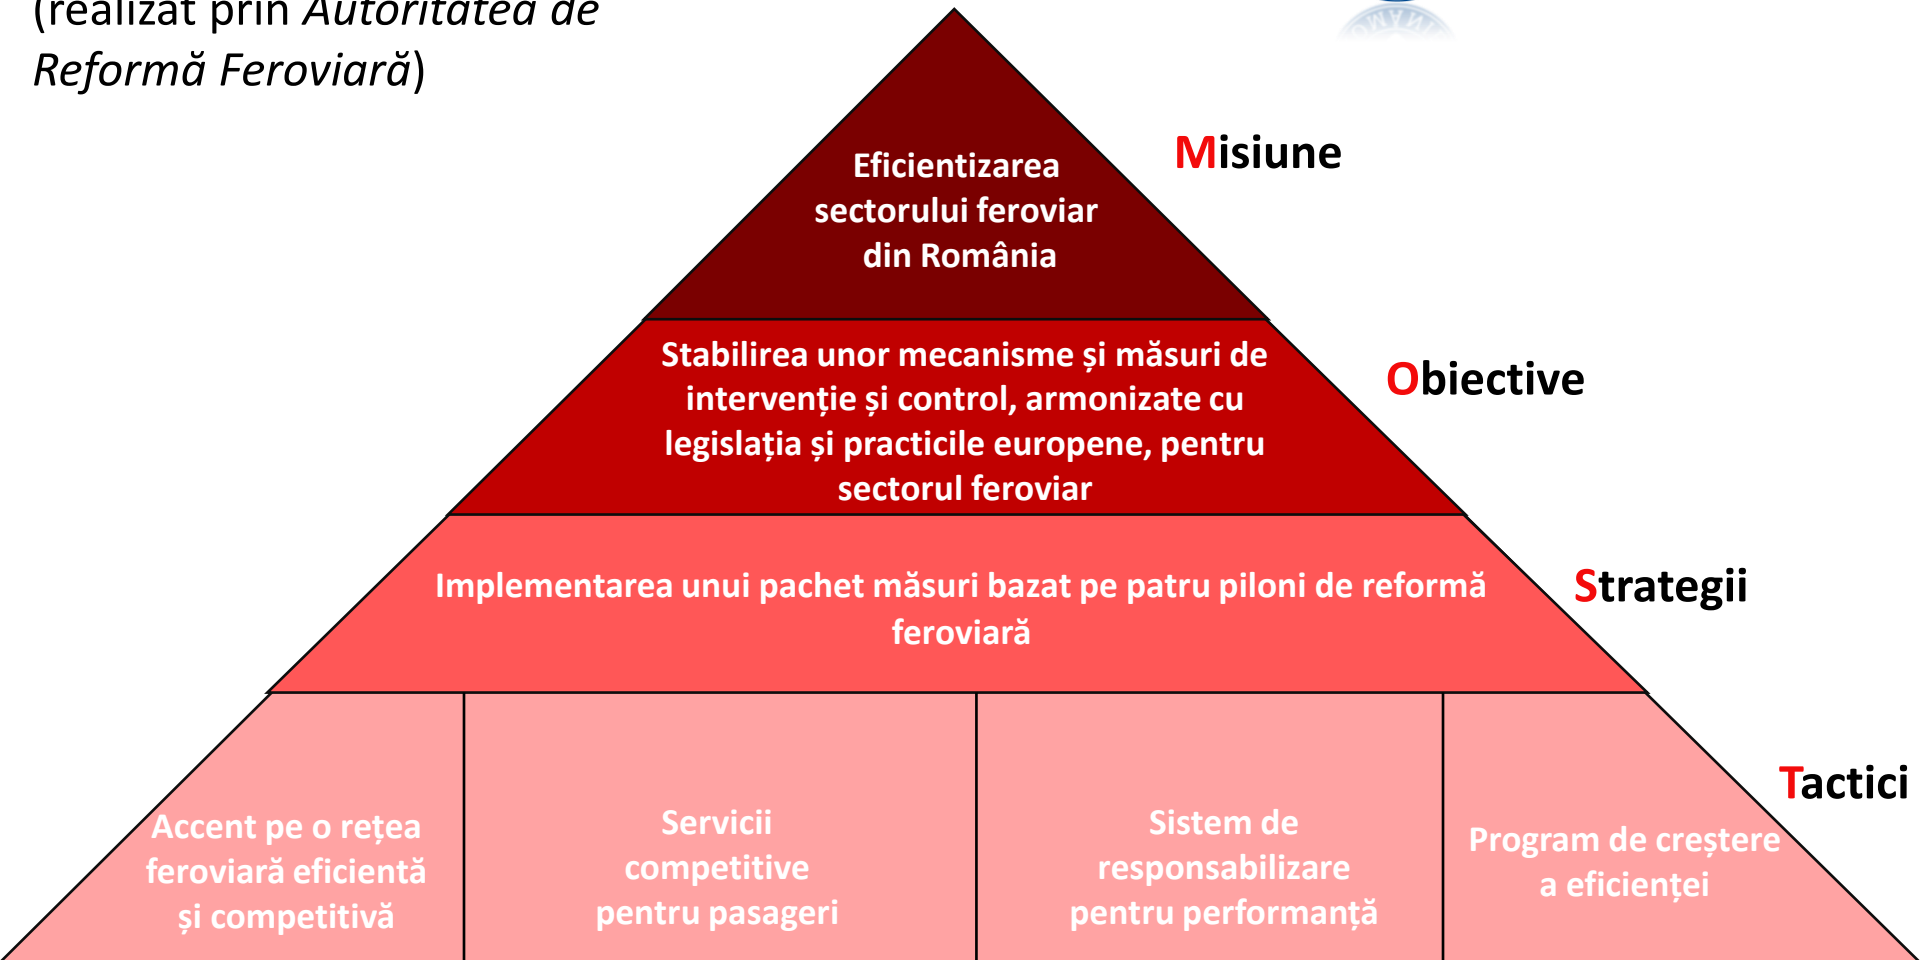 (realizat prin Autoritatea de
Reformă Feroviară)
Misiune
Eficientizarea
sectorului feroviar
din România
Obiective
Stabilirea unor mecanisme și măsuri de
intervenție și control, armonizate cu
legislația și practicile europene, pentru
sectorul feroviar
Strategii
Implementarea unui pachet măsuri bazat pe patru piloni de reformă
feroviară
Tactici
Accent pe o rețea
feroviară eficientă
și competitivă
Servicii
competitive
pentru pasageri
Sistem de
responsabilizare
pentru performanță
Program de creștere
a eficienței